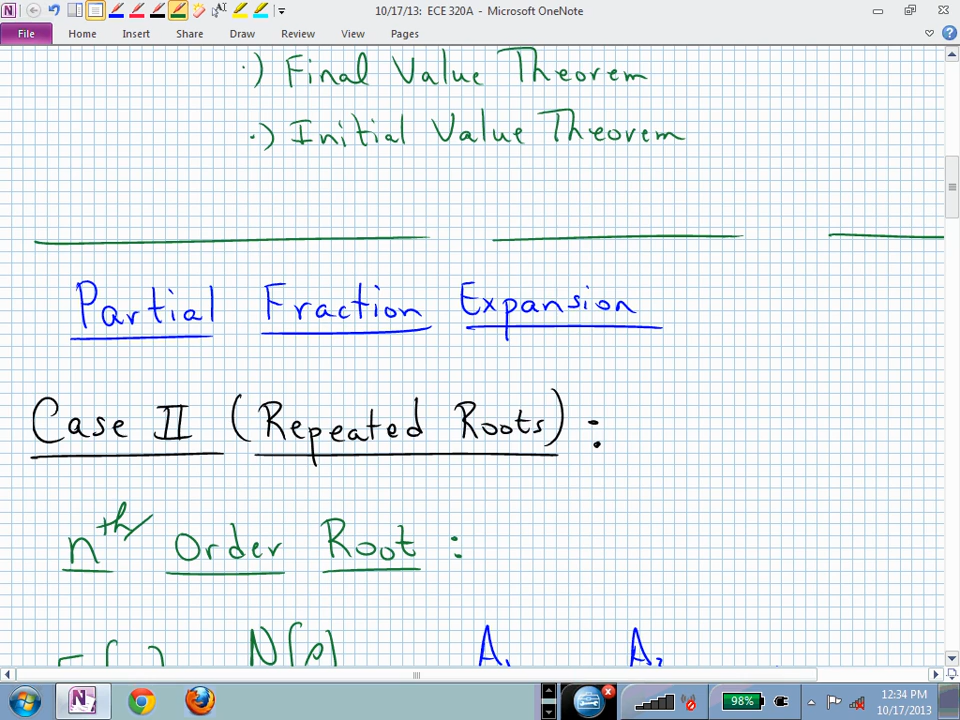 10/17/13: ECE 320A - Microsoft OneNote
File Home Insert Share Draw Review View Pages
·) Final Value Theorem
·) Initial Value Theorem
Partial Fraction Expansion
Case II (Repeated Roots):
nth Order Root:
N(s) A1 A2
98% 12:34 PM
10/17/2013